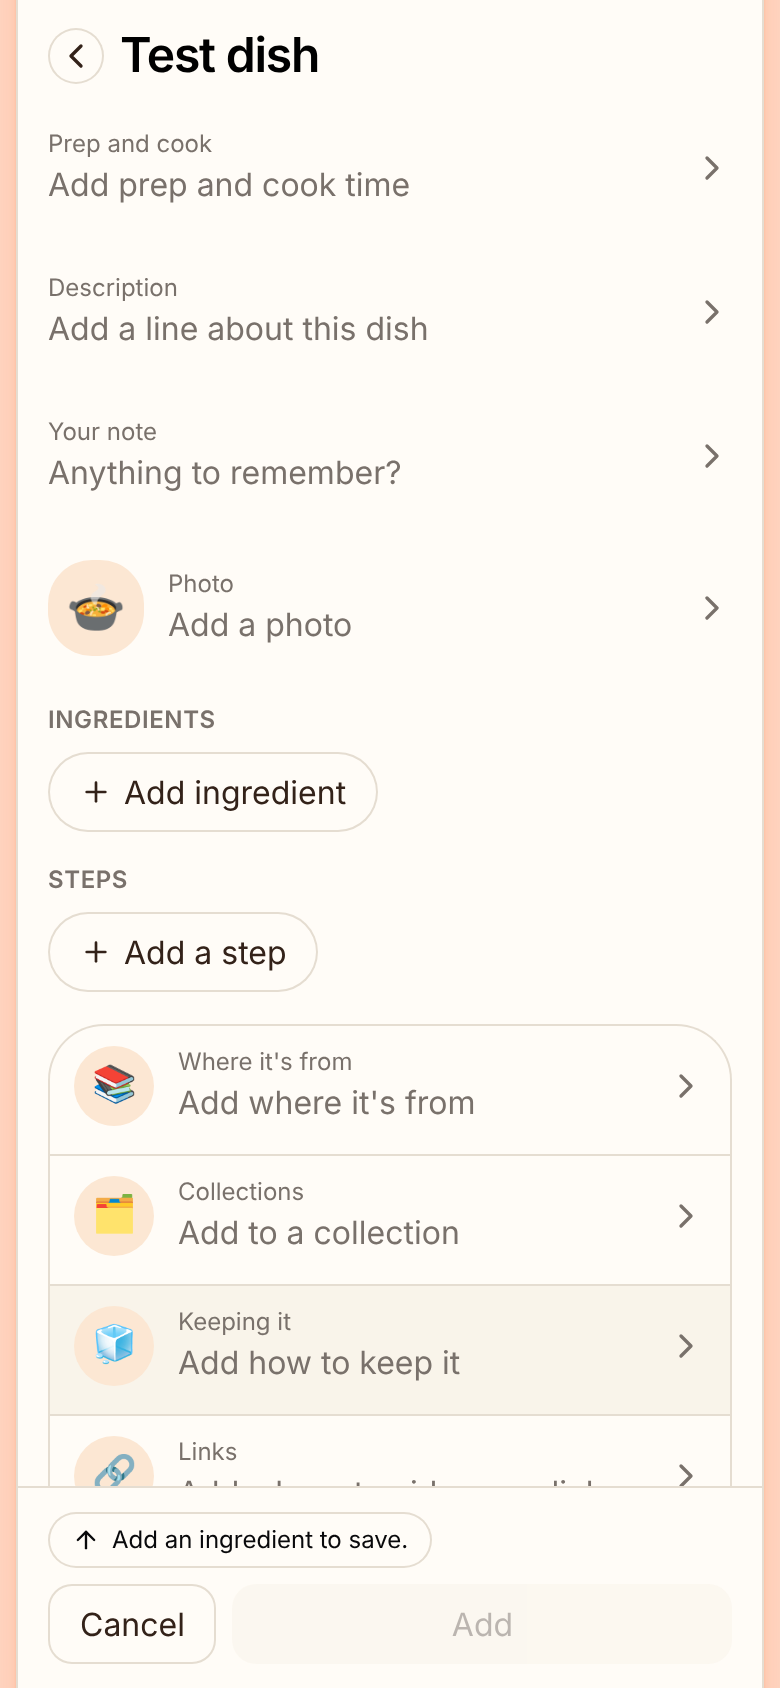 Test dish
Prep and cook
Add prep and cook time
Description
Add a line about this dish
Your note
Anything to remember?
Photo
Add a photo
INGREDIENTS
+ Add ingredient
STEPS
+ Add a step
Where it's from
Add where it's from
Collections
Add to a collection
Keeping it
Add how to keep it
Links
↑ Add an ingredient to save.
Cancel
Add